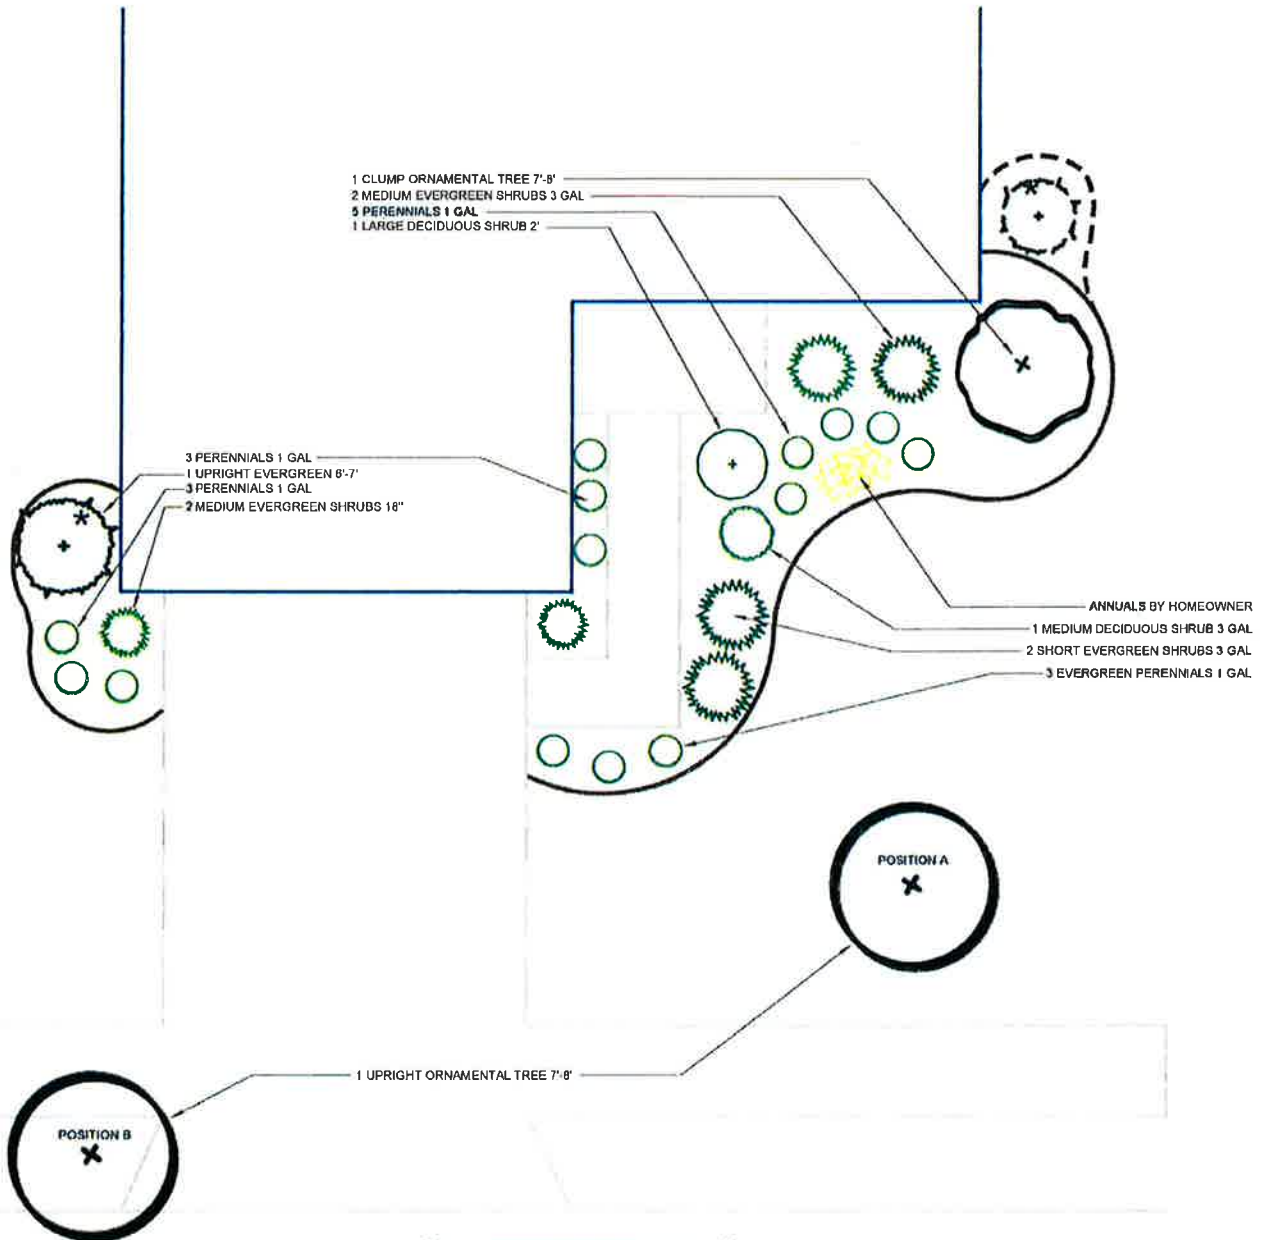 1 CLUMP ORNAMENTAL TREE 7'-8'
2 MEDIUM EVERGREEN SHRUBS 3 GAL
5 PERENNIALS 1 GAL
1 LARGE DECIDUOUS SHRUB 2'
3 PERENNIALS 1 GAL
1 UPRIGHT EVERGREEN 6'-7'
3 PERENNIALS 1 GAL
2 MEDIUM EVERGREEN SHRUBS 18"
ANNUALS BY HOMEOWNER
1 MEDIUM DECIDUOUS SHRUB 3 GAL
2 SHORT EVERGREEN SHRUBS 3 GAL
3 EVERGREEN PERENNIALS 1 GAL
POSITION A
1 UPRIGHT ORNAMENTAL TREE 7'-8'
POSITION B